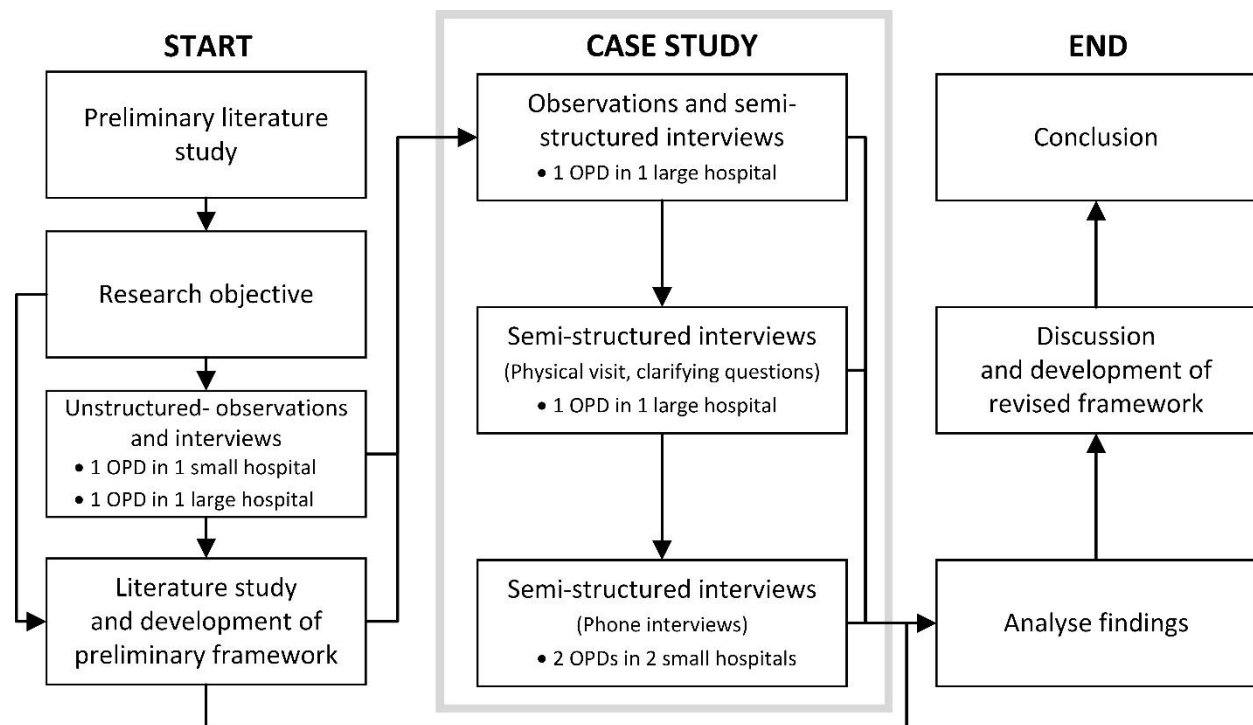 START
Preliminary literature
study
Research objective
Unstructured- observations
and interviews
• 1 OPD in 1 small hospital
• 1 OPD in 1 large hospital
Literature study
and development of
preliminary framework
CASE STUDY
Observations and semi-
structured interviews
• 1 OPD in 1 large hospital
Semi-structured interviews
(Physical visit, clarifying questions)
• 1 OPD in 1 large hospital
Semi-structured interviews
(Phone interviews)
• 2 OPDs in 2 small hospitals
END
Conclusion
Discussion
and development of
revised framework
Analyse findings